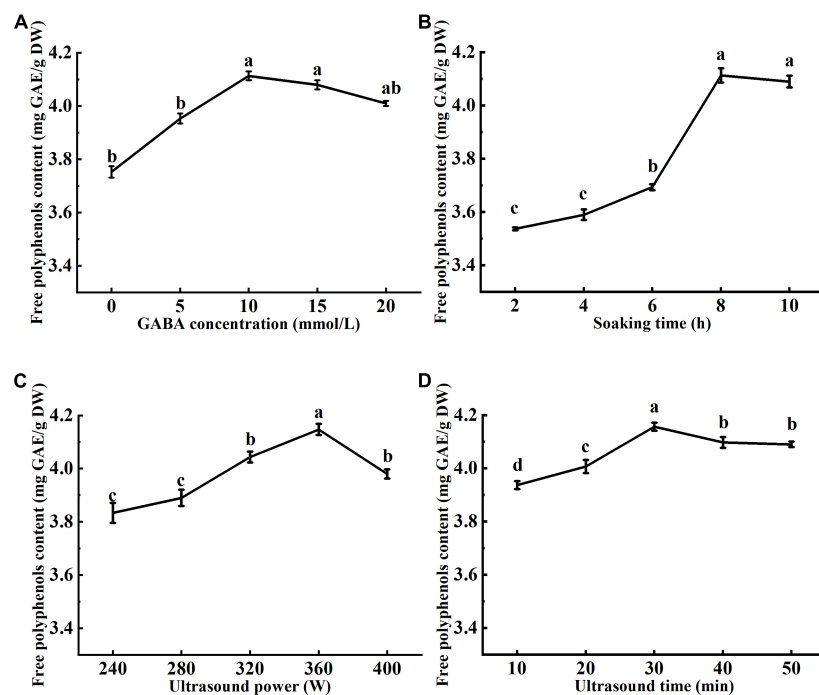 A
Free polyphenols content (mg GAE/g DW)
4.2
4.0
3.8
3.6
3.4
b
b
a
a
ab
0 5 10 15 20
GABA concentration (mmol/L)
B
Free polyphenols content (mg GAE/g DW)
4.2
4.0
3.8
3.6
3.4
c
c
b
a
a
2 4 6 8 10
Soaking time (h)
C
Free polyphenols content (mg GAE/g DW)
4.2
4.0
3.8
3.6
3.4
c
c
b
a
b
240 280 320 360 400
Ultrasound power (W)
D
Free polyphenols content (mg GAE/g DW)
4.2
4.0
3.8
3.6
3.4
d
c
a
b
b
10 20 30 40 50
Ultrasound time (min)